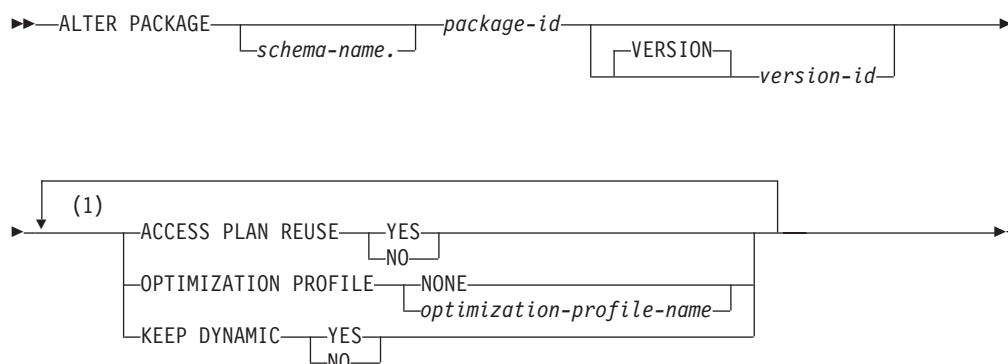 ALTER PACKAGE
schema-name.
package-id
VERSION
version-id
(1)
ACCESS PLAN REUSE YES
NO
OPTIMIZATION PROFILE NONE
optimization-profile-name
KEEP DYNAMIC YES
NO